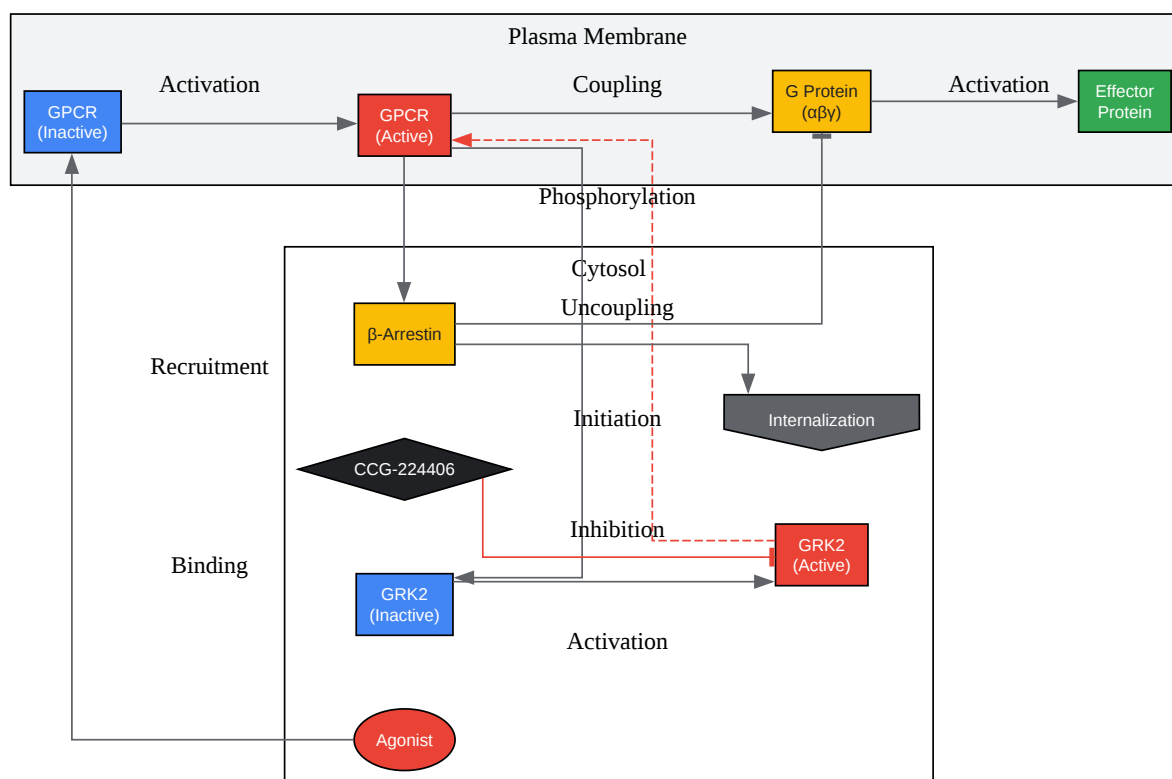 Plasma Membrane
Activation
Coupling
Activation
GPCR
(Inactive)
GPCR
(Active)
G Protein
(αβγ)
Effector
Protein
Phosphorylation
Cytosol
Uncoupling
β-Arrestin
Recruitment
Initiation
Internalization
CCG-224406
Inhibition
Binding
GRK2
(Active)
GRK2
(Inactive)
Activation
Agonist